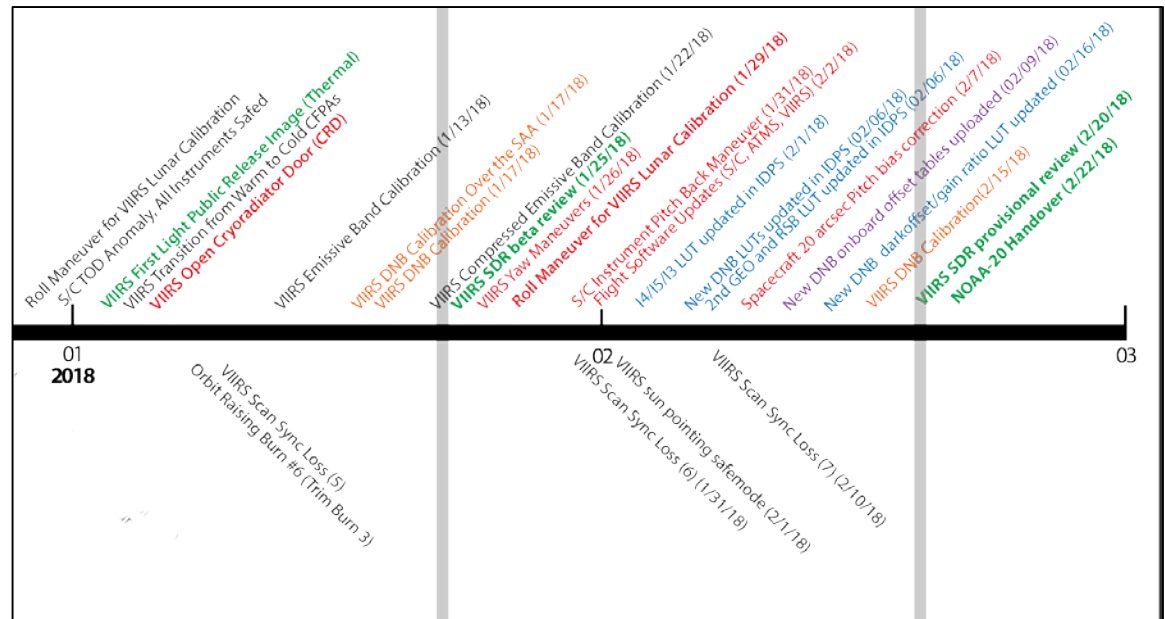 Roll Maneuver for VIIRS Lunar Calibration
S/C TOD Anomaly, All Instruments Safed
VIIRS First Light Public Release Image (Thermal)
VIIRS Transition from Warm to Cold CFPAs
VIIRS Open Cryoradiator Door (CRD)
VIIRS Emissive Band Calibration (1/13/18)
VIIRS DNB Calibration Over the SAA (1/17/18)
VIIRS DNB Calibration (1/17/18)
VIIRS Compressed Emissive Band Calibration (1/22/18)
VIIRS SDR beta review (1/25/18)
VIIRS Yaw Maneuvers (1/26/18)
Roll Maneuver for VIIRS Lunar Calibration (1/29/18)
S/C Instrument Pitch Back Maneuver (1/31/18)
Flight Software Updates (S/C, ATMS, VIIRS) (2/2/18)
I4/I5/I3 LUT updated in IDPS (2/1/18)
New DNB LUTs updated in IDPS (02/06/18)
2nd GEO and RSB LUT updated in IDPS (02/06/18)
Spacecraft 20 arcsec Pitch bias correction (2/7/18)
New DNB onboard offset tables uploaded (02/09/18)
New DNB darkoffset/gain ratio LUT updated (02/16/18)
VIIRS DNB Calibration(2/15/18)
VIIRS SDR provisional review (2/20/18)
NOAA-20 Handover (2/22/18)
01
2018
02
03
VIIRS Scan Sync Loss (5)
Orbit Raising Burn #6 (Trim Burn 3)
VIIRS sun pointing safemode (2/1/18)
VIIRS Scan Sync Loss (6) (1/31/18)
VIIRS Scan Sync Loss (7) (2/10/18)